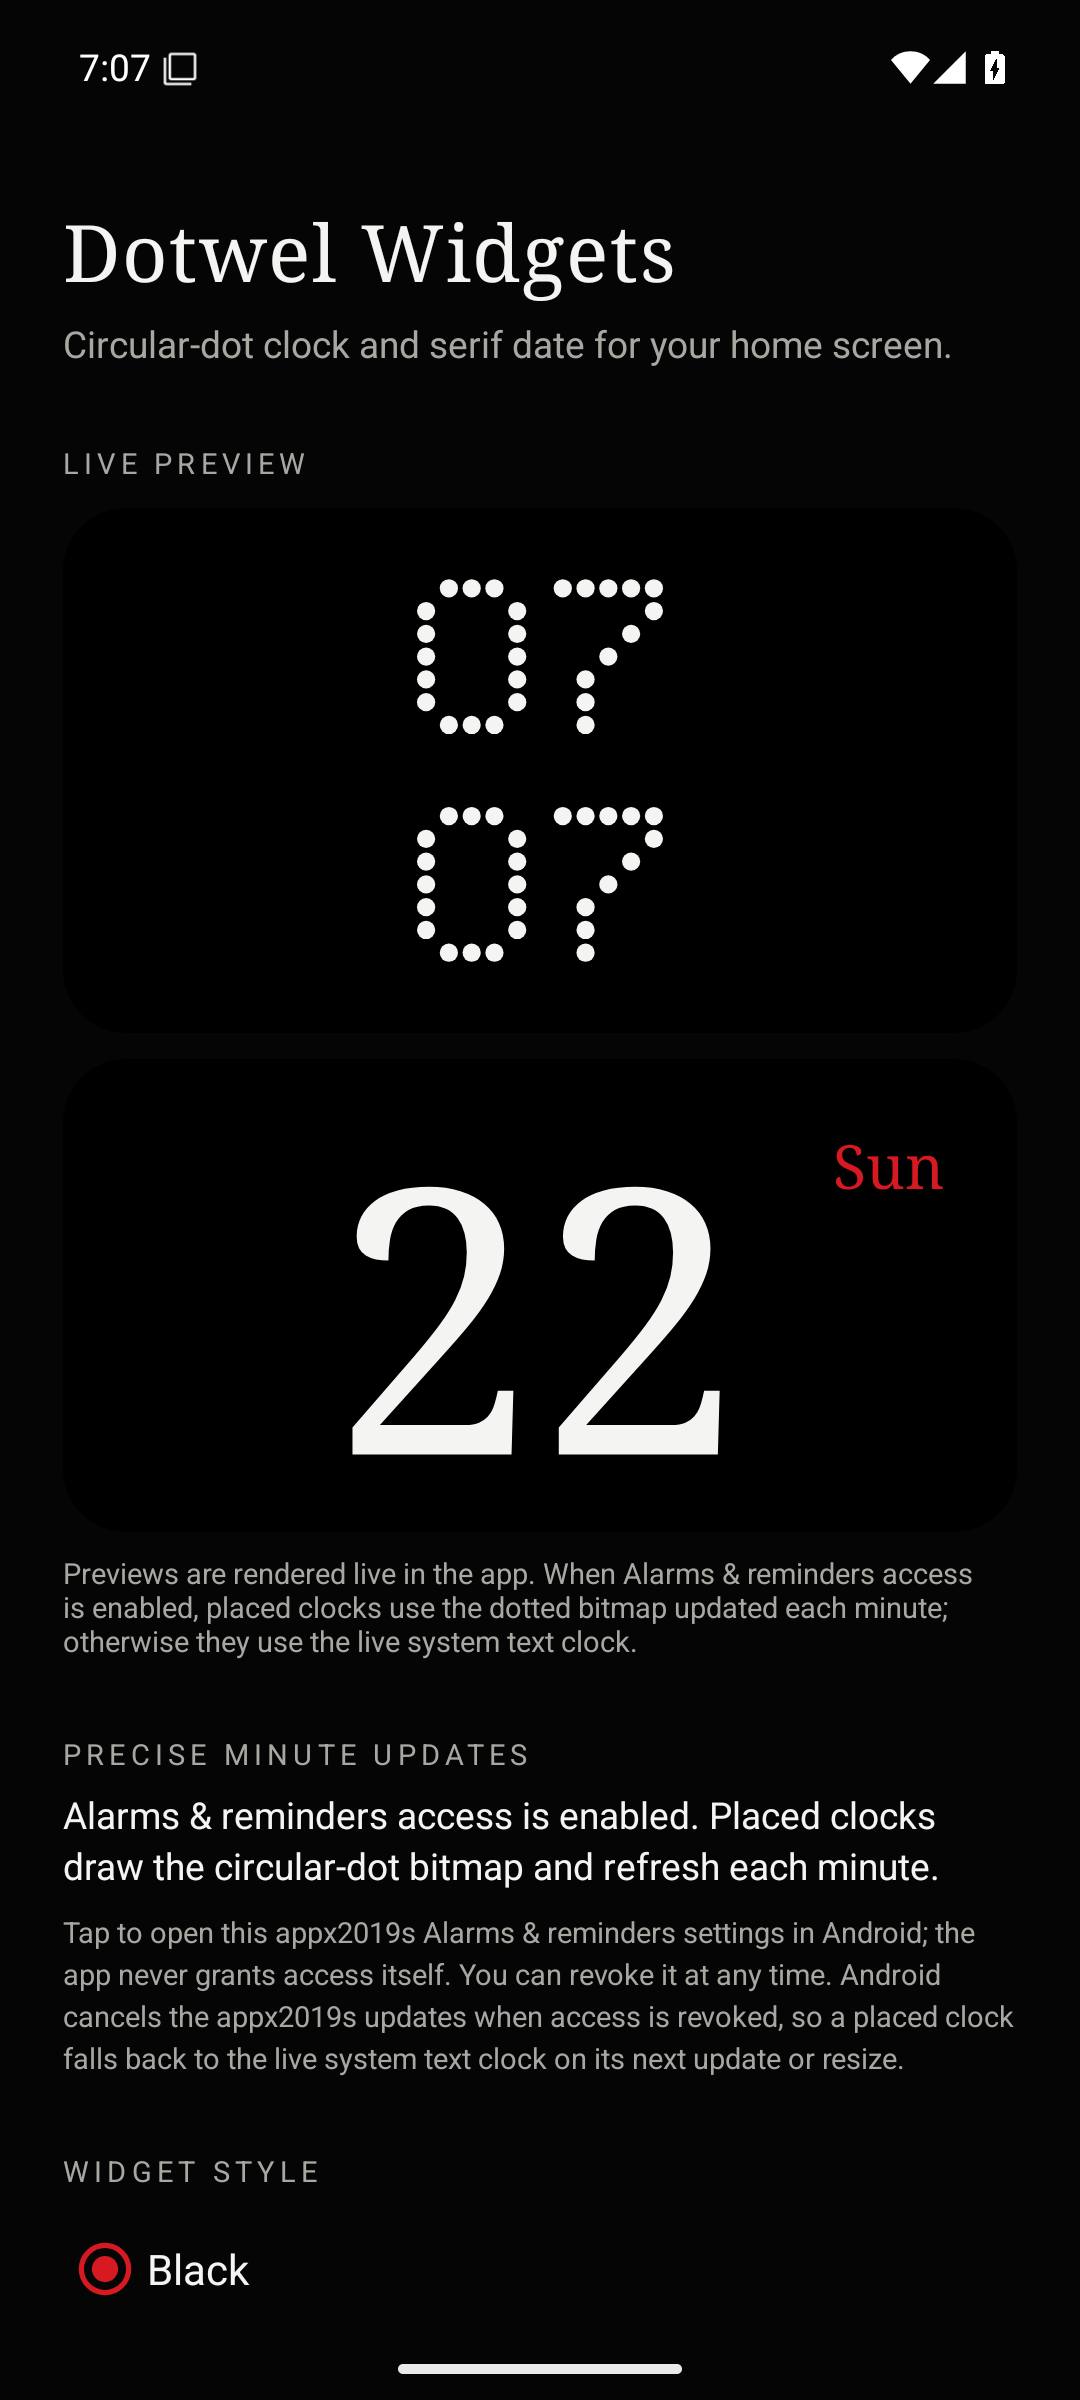 7:07
Dotwel Widgets
Circular-dot clock and serif date for your home screen.
LIVE PREVIEW
07
07
Sun
22
Previews are rendered live in the app. When Alarms & reminders access
is enabled, placed clocks use the dotted bitmap updated each minute;
otherwise they use the live system text clock.
PRECISE MINUTE UPDATES
Alarms & reminders access is enabled. Placed clocks
draw the circular-dot bitmap and refresh each minute.
Tap to open this appx2019s Alarms & reminders settings in Android; the
app never grants access itself. You can revoke it at any time. Android
cancels the appx2019s updates when access is revoked, so a placed clock
falls back to the live system text clock on its next update or resize.
WIDGET STYLE
Black